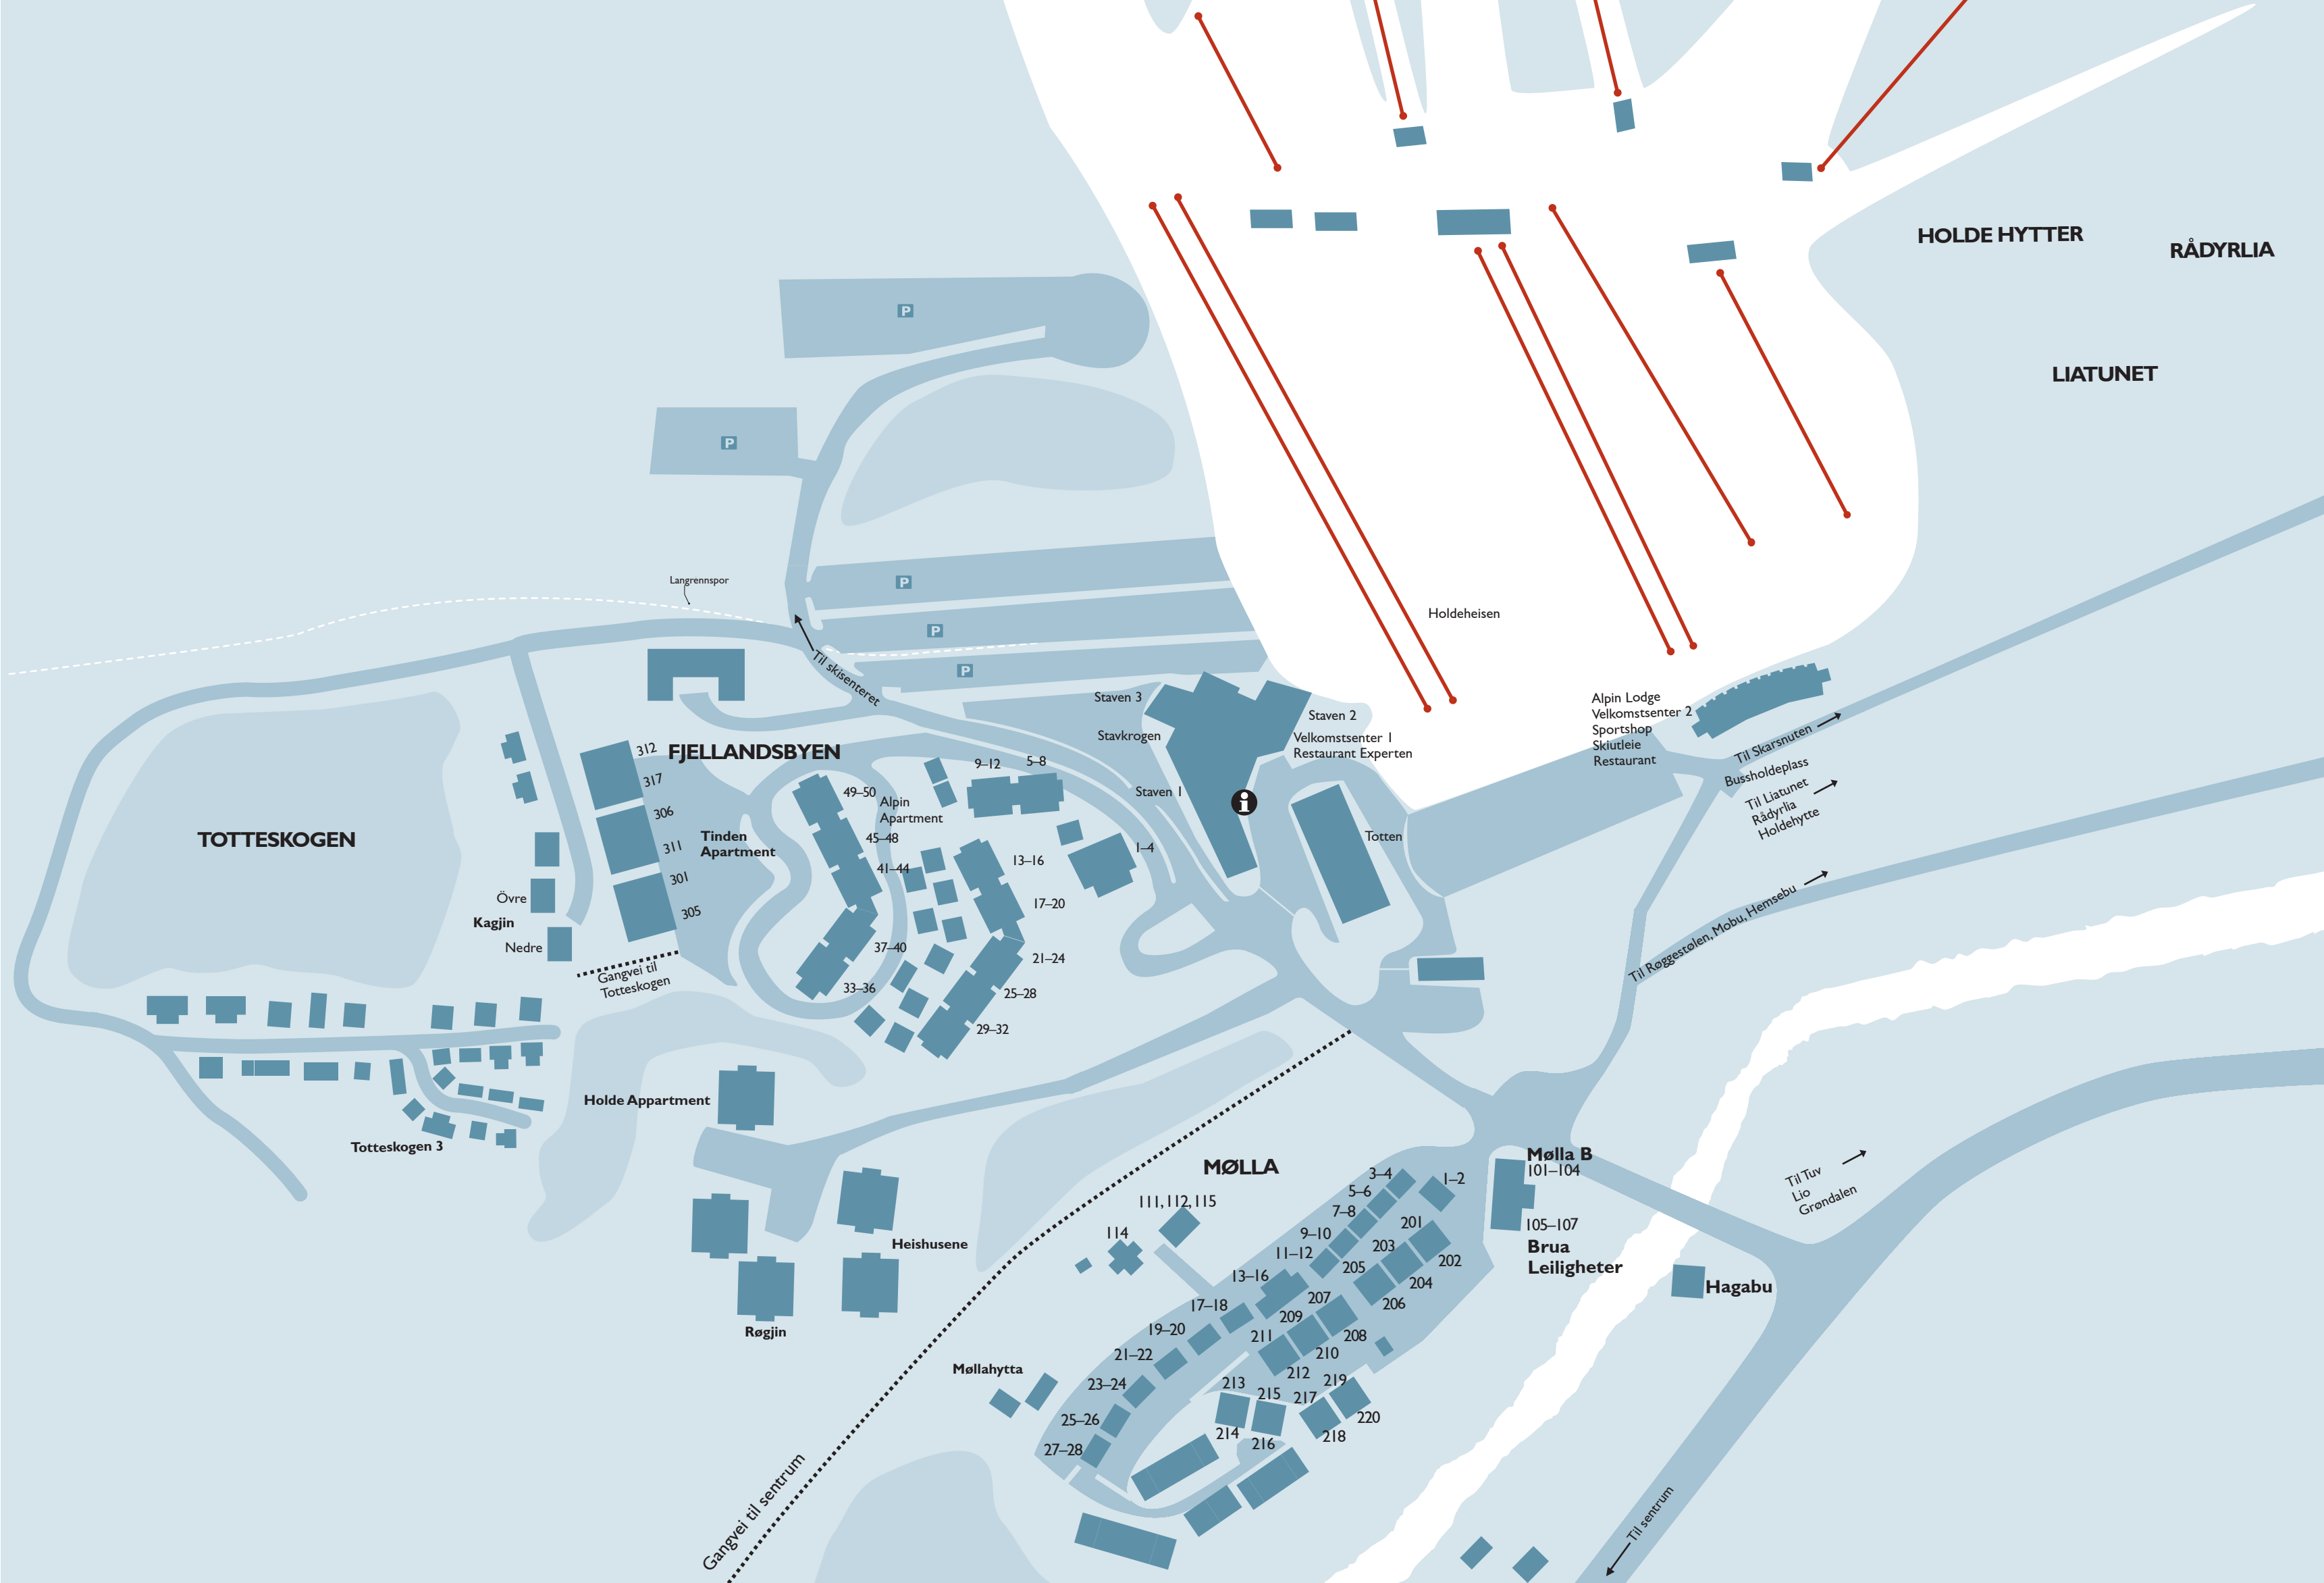 P
HOLDE HYTTER
RÅDYRLIA
LIATUNET
P
Langrennspor
P
P
P
Til skisenteret
Holdeheisen
Staven 3
Stavkrogen
Staven 2
Velkomstsenter 1
Restaurant Experten
Staven 1
i
Totten
Alpin Lodge
Velkomstsenter 2
Sportshop
Skiutleie
Restaurant
Til Skarsnuten
Bussholdeplass
Til Liatunet
Rådyrlia
Holdehytte
Til Røggestølen, Mobu, Hemsebu
FJELLANDSBYEN
312
317
306
311
301
305
Tinden
Apartment
49–50
Alpin
Apartment
45–48
41–44
37–40
33–36
9–12
5–8
1–4
13–16
17–20
21–24
25–28
29–32
TOTTESKOGEN
Övre
Kagjin
Nedre
Gangvei til
Totteskogen
Totteskogen 3
Holde Appartment
Heishusene
Røgjin
MØLLA
111, 112, 115
114
3–4
1–2
5–6
7–8
9–10
11–12
13–16
17–18
19–20
21–22
23–24
25–26
27–28
201
203
202
205
204
207
206
209
211
208
210
212
213
215
217
219
214
216
218
220
Møllahytta
Mølla B
101–104
105–107
Brua
Leiligheter
Hagabu
Til Tuv
Lio
Grøndalen
Gangvei til sentrum
Til sentrum